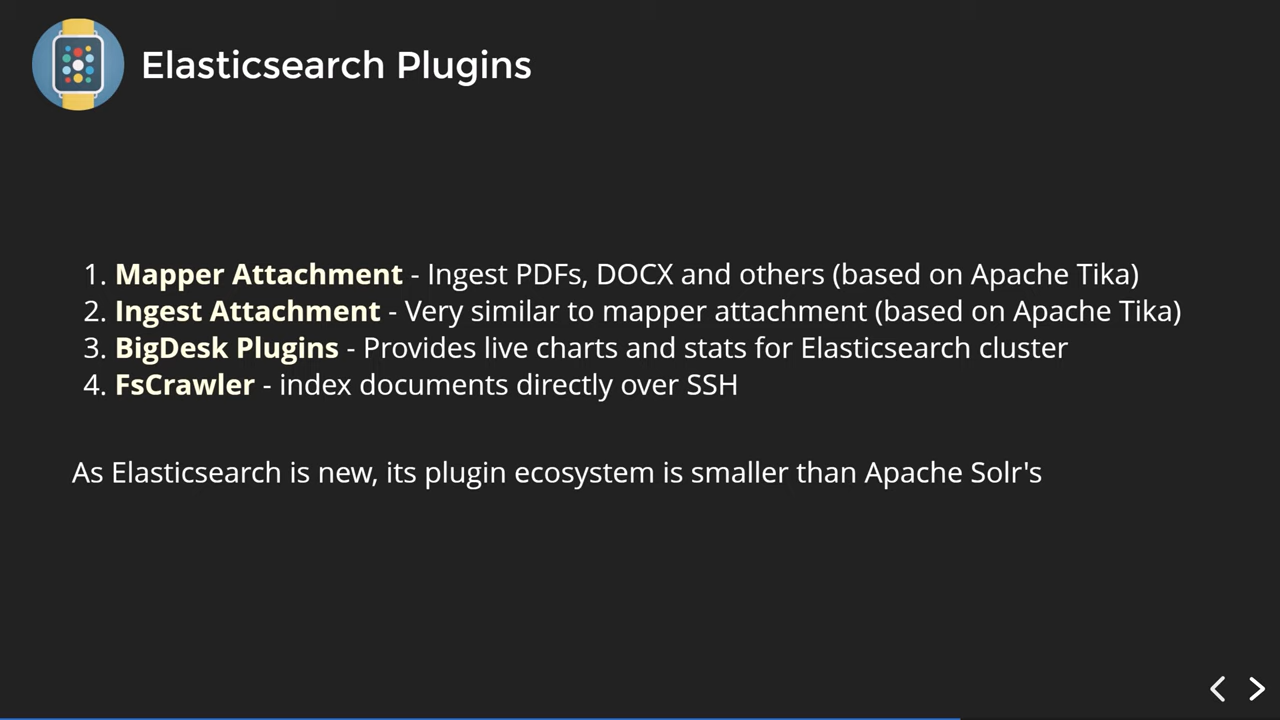 Elasticsearch Plugins
1. Mapper Attachment - Ingest PDFs, DOCX and others (based on Apache Tika)
2. Ingest Attachment - Very similar to mapper attachment (based on Apache Tika)
3. BigDesk Plugins - Provides live charts and stats for Elasticsearch cluster
4. FsCrawler - index documents directly over SSH
As Elasticsearch is new, its plugin ecosystem is smaller than Apache Solr's